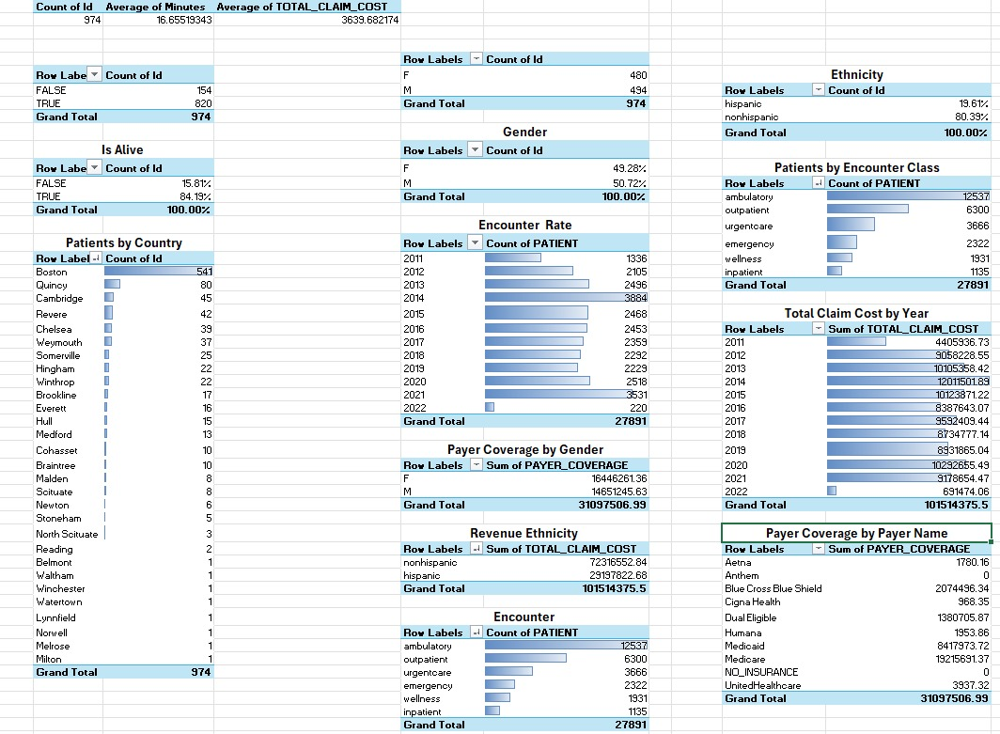 Count of Id Average of Minutes Average of TOTAL_CLAIM_COST
974 16.65519343 3639.682174
Row Labe Count of Id
FALSE 154
TRUE 820
Grand Total 974
Is Alive
Row Labe Count of Id
FALSE 15.81%
TRUE 84.19%
Grand Total 100.00%
Patients by Country
Row Label Count of Id
Boston 541
Quincy 80
Cambridge 45
Revere 42
Chelsea 39
Weymouth 37
Somerville 25
Hingham 22
Winthrop 22
Brookline 17
Everett 16
Hull 15
Medford 13
Cohasset 10
Braintree 10
Malden 8
Scituate 8
Newton 6
Stoneham 5
North Scituate 3
Reading 2
Belmont 1
Waltham 1
Winchester 1
Watertown 1
Lynnfield 1
Norwell 1
Melrose 1
Milton 1
Grand Total 974
Row Labels Count of Id
F 480
M 494
Grand Total 974
Gender
Row Labels Count of Id
F 49.28%
M 50.72%
Grand Total 100.00%
Encounter Rate
Row Labels Count of PATIENT
2011 1336
2012 2105
2013 2496
2014 3884
2015 2468
2016 2453
2017 2359
2018 2292
2019 2229
2020 2518
2021 3531
2022 220
Grand Total 27891
Payer Coverage by Gender
Row Labels Sum of PAYER_COVERAGE
F 16446261.36
M 14651245.63
Grand Total 31097506.99
Revenue Ethnicity
Row Labels Sum of TOTAL_CLAIM_COST
nonhispanic 72316552.84
hispanic 29197822.68
Grand Total 101514375.5
Encounter
Row Labels Count of PATIENT
ambulatory 12537
outpatient 6300
urgentcare 3666
emergency 2322
wellness 1931
inpatient 1135
Grand Total 27891
Ethnicity
Row Labels Count of Id
hispanic 19.61%
nonhispanic 80.39%
Grand Total 100.00%
Patients by Encounter Class
Row Labels Count of PATIENT
ambulatory 12537
outpatient 6300
urgentcare 3666
emergency 2322
wellness 1931
inpatient 1135
Grand Total 27891
Total Claim Cost by Year
Row Labels Sum of TOTAL_CLAIM_COST
2011 4405936.73
2012 9058228.55
2013 10105358.42
2014 12011501.89
2015 10123871.22
2016 8387643.07
2017 9592409.44
2018 8734777.14
2019 8931865.04
2020 10292655.49
2021 9178654.47
2022 691474.06
Grand Total 101514375.5
Payer Coverage by Payer Name
Row Labels Sum of PAYER_COVERAGE
Aetna 1780.16
Anthem 0
Blue Cross Blue Shield 2074496.34
Cigna Health 968.35
Dual Eligible 1380705.87
Humana 1953.86
Medicaid 8417973.72
Medicare 19215691.37
NO_INSURANCE 0
UnitedHealthcare 3937.32
Grand Total 31097506.99